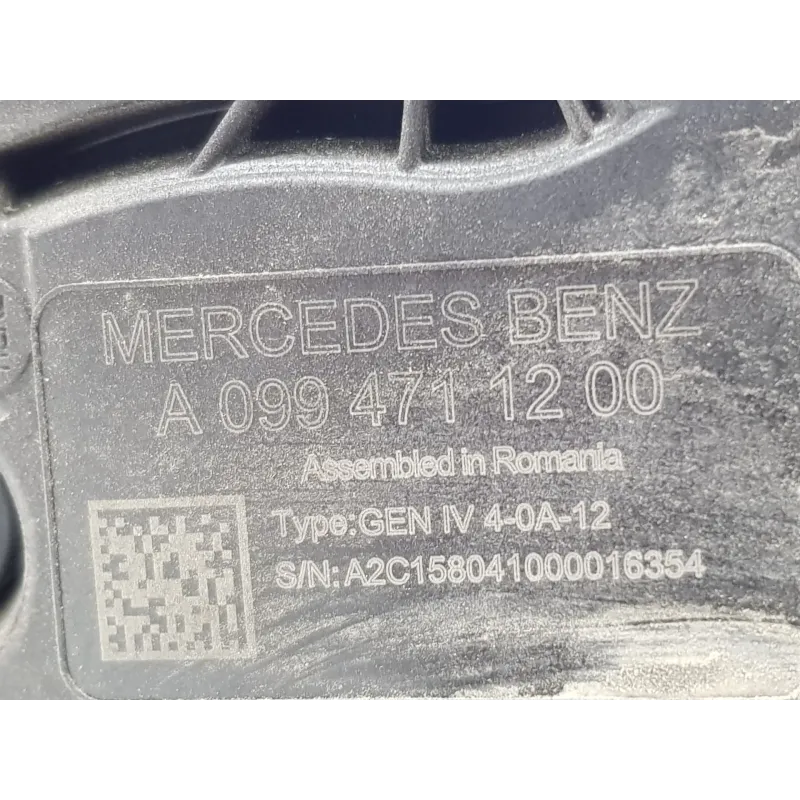 MERCEDES BENZ
A 099 471 12 00
Assembled in Romania
Type:GEN IV 4-0A-12
S/N:A2C158041000016354